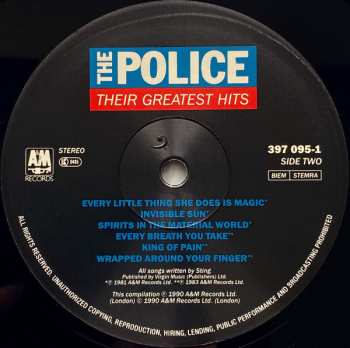 THE POLICE
THEIR GREATEST HITS
A&M
RECORDS
STEREO
397 095-1
SIDE TWO
BIEM STEMRA
EVERY LITTLE THING SHE DOES IS MAGIC*
INVISIBLE SUN*
SPIRITS IN THE MATERIAL WORLD*
EVERY BREATH YOU TAKE**
KING OF PAIN**
WRAPPED AROUND YOUR FINGER**
All songs written by Sting
Published by Virgin Music (Publishers) Ltd.
*℗ 1981 A&M Records Ltd. **℗ 1983 A&M Records Ltd.
This compilation ℗ 1990 A&M Records Ltd.
(London) © 1990 A&M Records Ltd. (London)
ALL RIGHTS RESERVED. UNAUTHORIZED COPYING, REPRODUCTION, HIRING, LENDING, PUBLIC PERFORMANCE AND BROADCASTING PROHIBITED